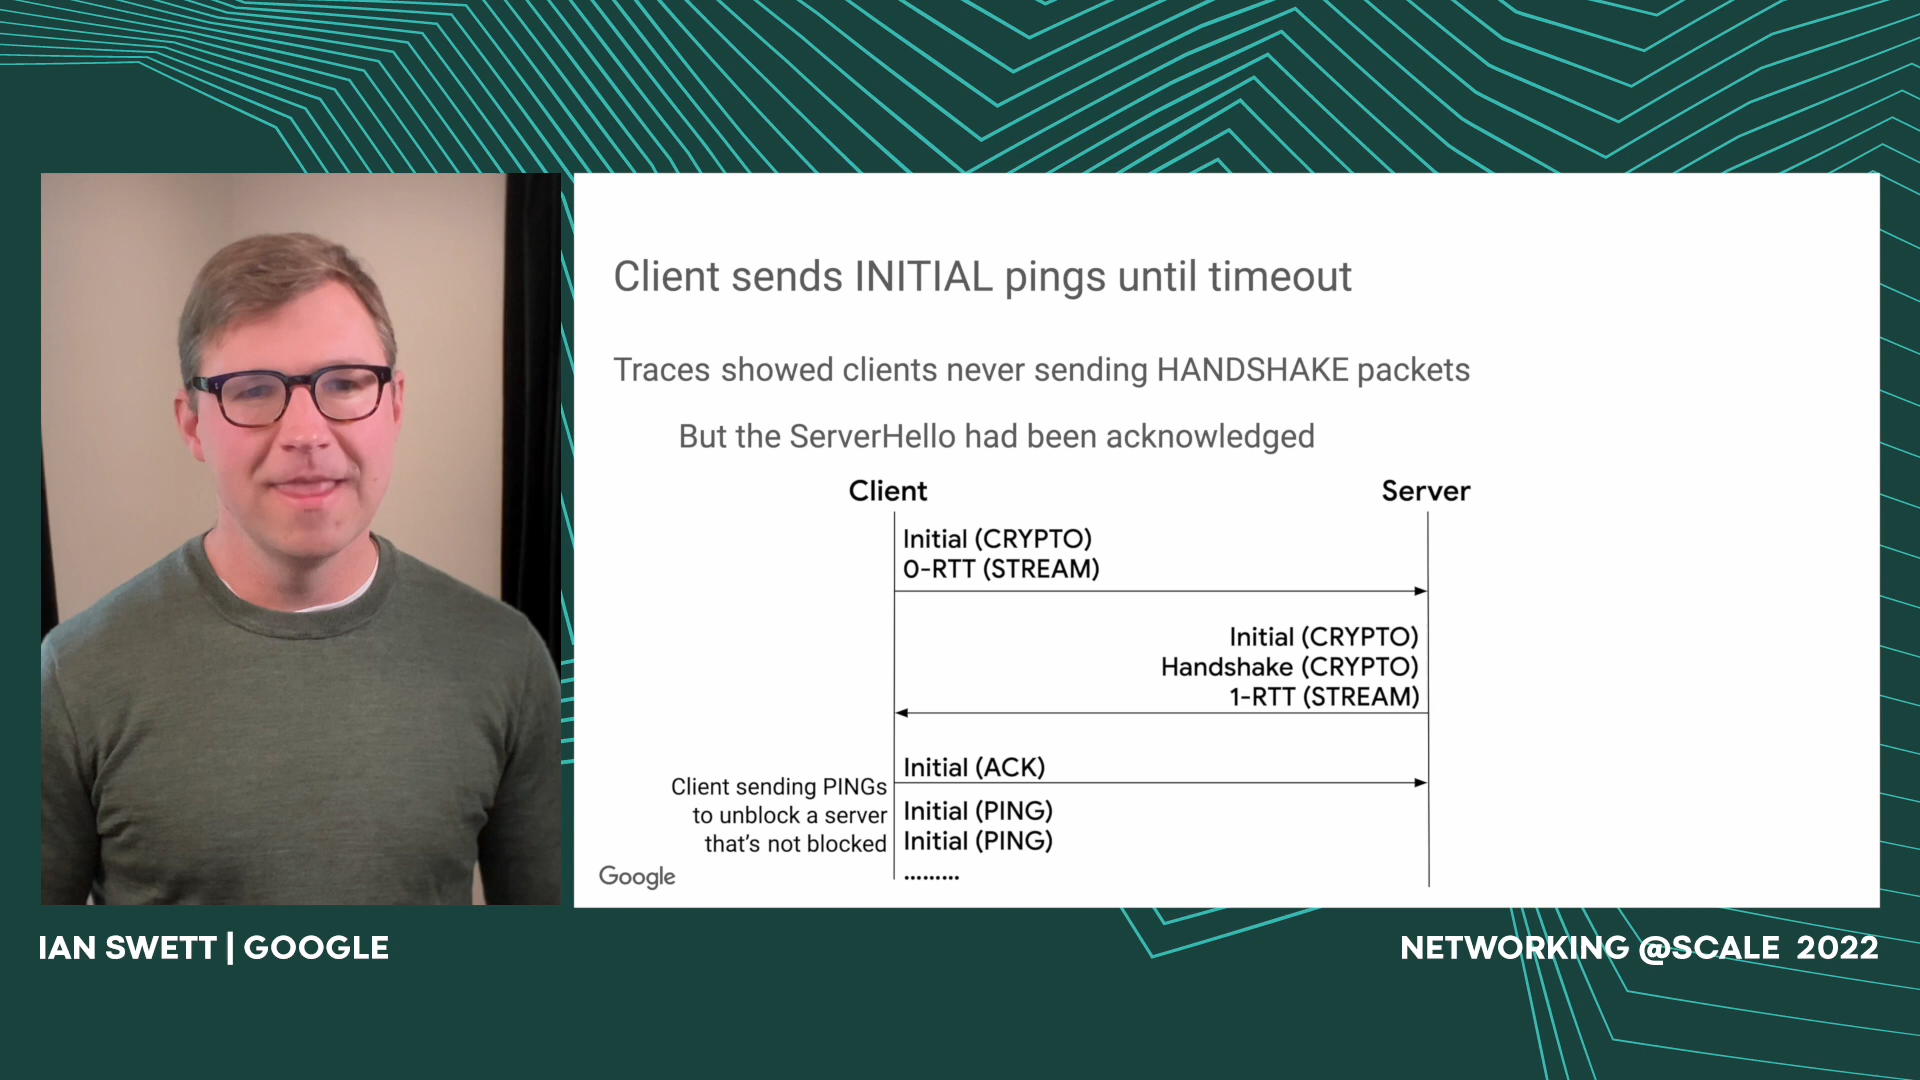 Client sends INITIAL pings until timeout
Traces showed clients never sending HANDSHAKE packets
But the ServerHello had been acknowledged
Client
Server
Initial (CRYPTO)
0-RTT (STREAM)
Initial (CRYPTO)
Handshake (CRYPTO)
1-RTT (STREAM)
Initial (ACK)
Client sending PINGs
to unblock a server
that's not blocked
Initial (PING)
Initial (PING)
.........
Google
IAN SWETT | GOOGLE
NETWORKING @SCALE 2022